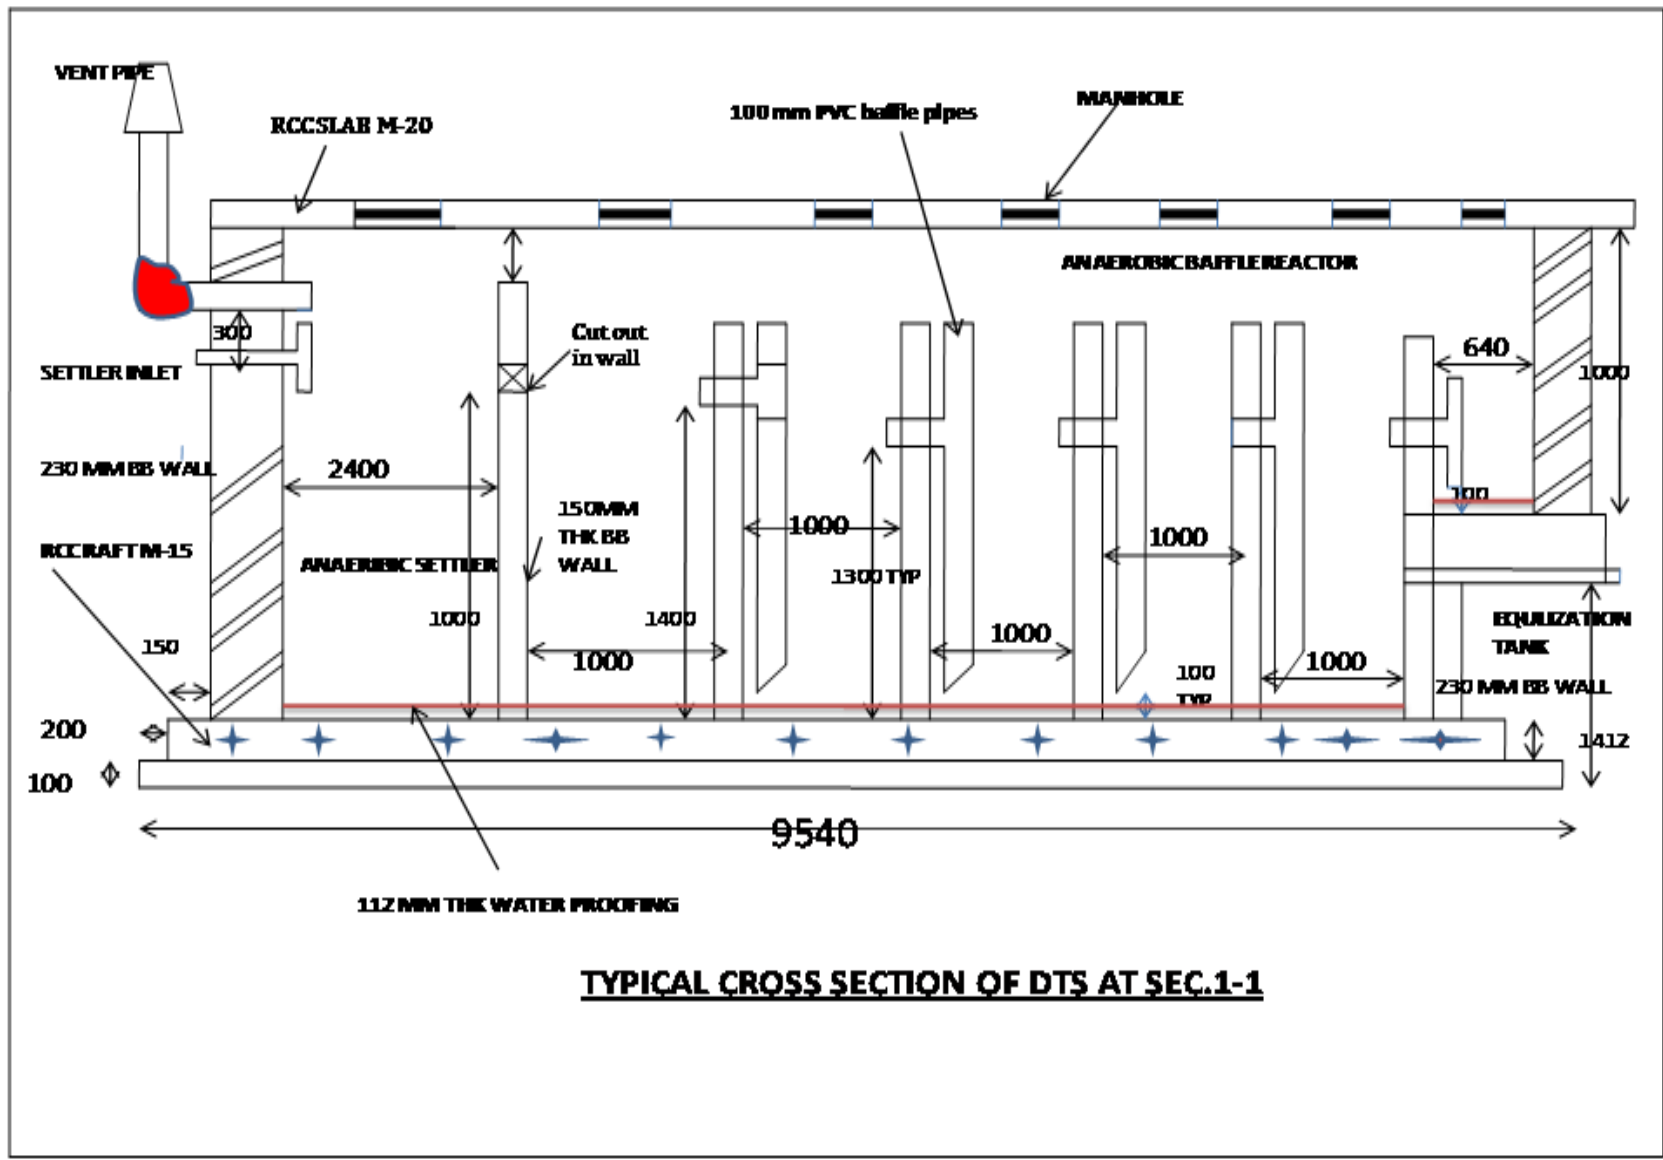 VENT PIPE
MANHOLE
100 mm PVC baffle pipes
RCCSLAB M-20
ANAEROBIC BAFFLE REACTOR
300
Cut out
in wall
640
SETTLER INLET
1000
230 MM BB WALL
2400
100
150MM
THK BB
WALL
1000
1000
RCC RAFT M-15
ANAERIBIC SETTLER
1300 TYP
1000
1400
EQULIZATION
TANK
150
1000
1000
1000
100
TYP
230 MM BB WALL
200
1412
100
9540
112 MM THK WATER PROOFING
TYPICAL CROSS SECTION OF DTS AT SEC.1-1